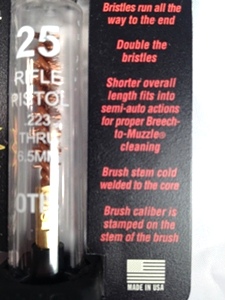 25
RIFLE
PISTOL
.223
THRU
6.5MM
Bristles run all the
way to the end
Double the
bristles
Shorter overall
length fits into
semi-auto actions
for proper Breech-
to-Muzzle®
cleaning
Brush stem cold
welded to the core
Brush caliber is
stamped on the
stem of the brush
MADE IN USA